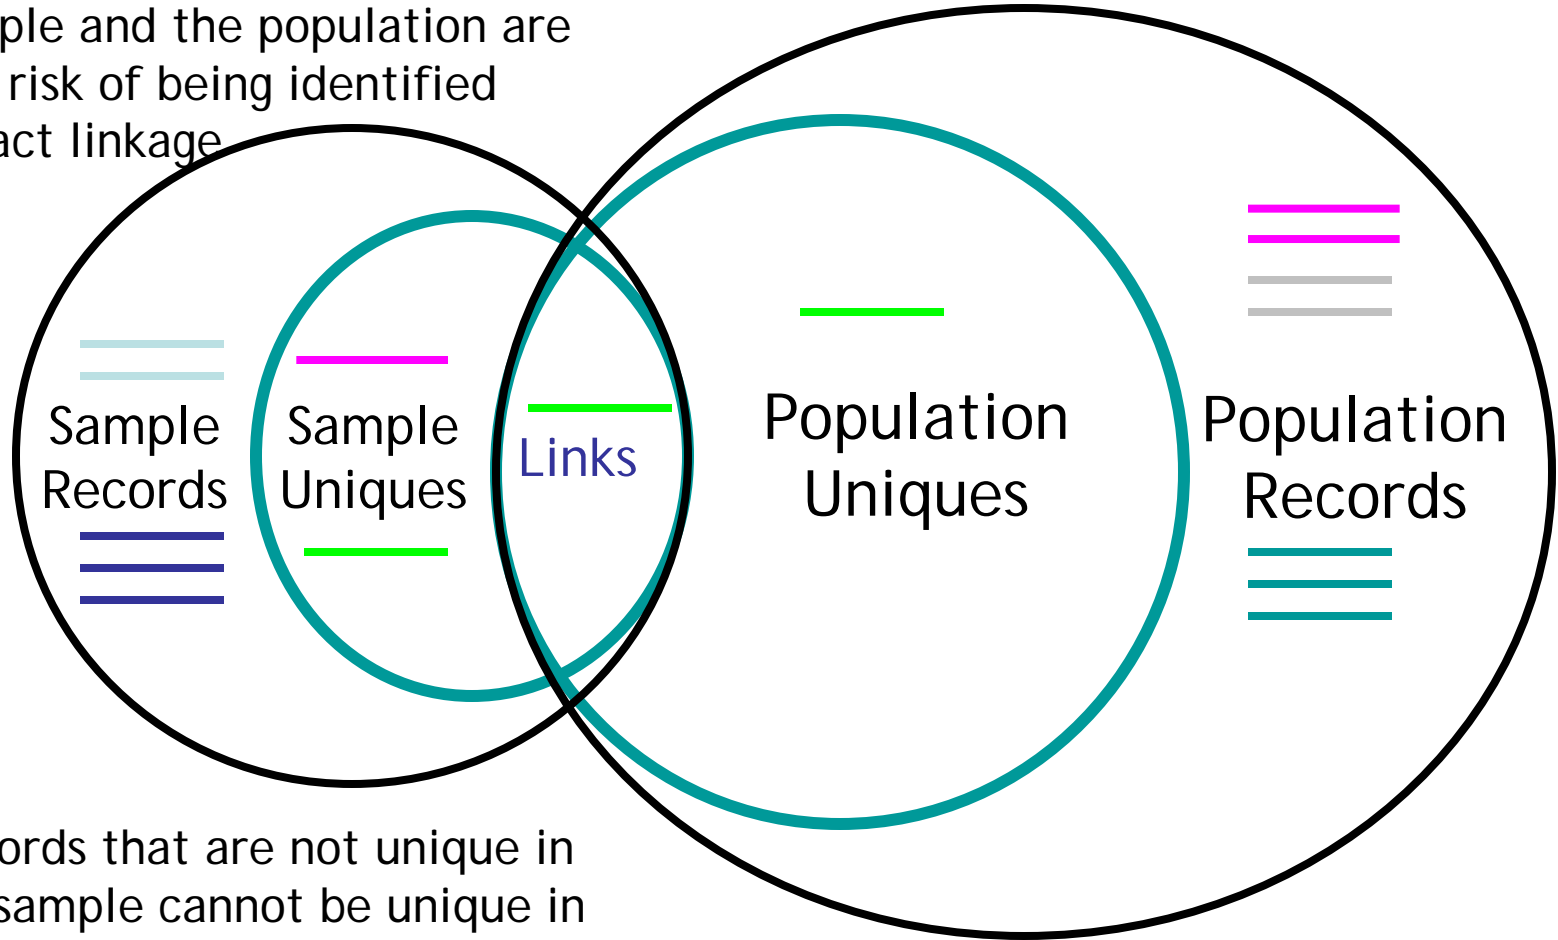 ple and the population are
risk of being identified
act linkage
Sample
Records
Sample
Uniques
Links
Population
Uniques
Population
Records
ords that are not unique in
sample cannot be unique in